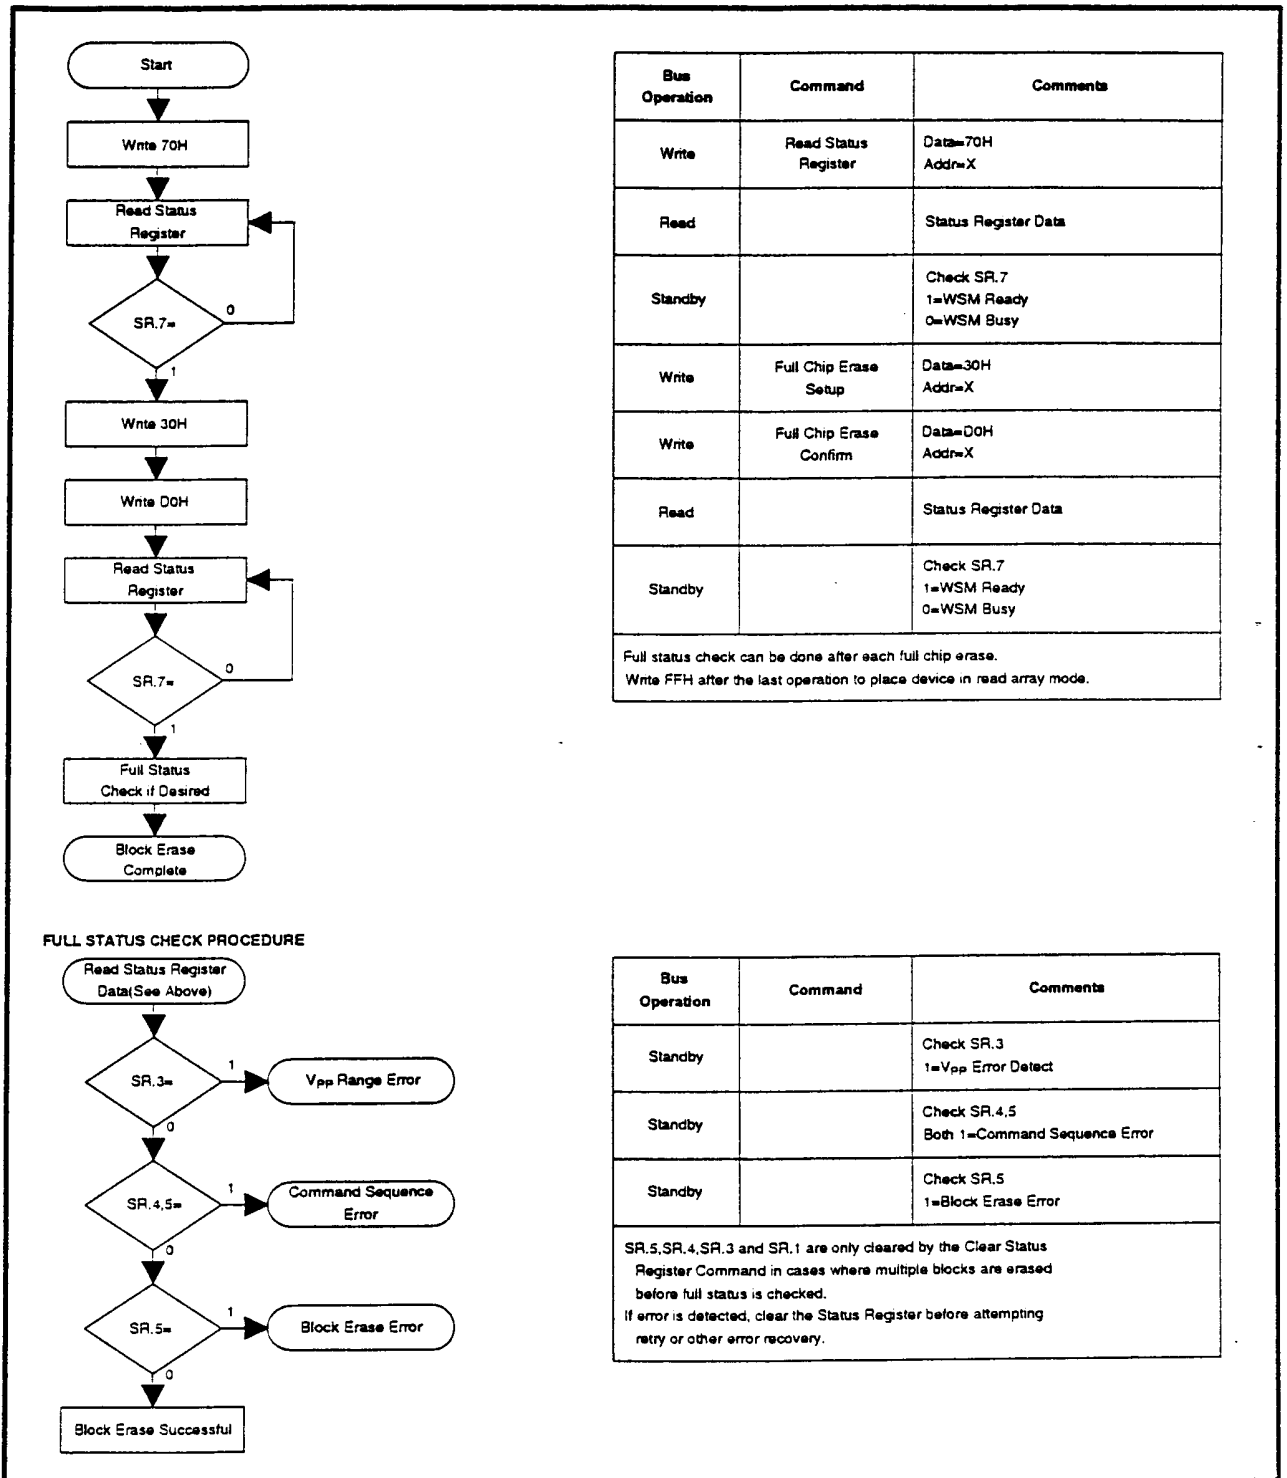 Start
Write 70H
Read Status
Register
SR.7=
0
1
Write 30H
Write D0H
Read Status
Register
SR.7=
0
1
Full Status
Check if Desired
Block Erase
Complete
Bus
Operation
Command
Comments
Write
Read Status
Register
Data=70H
Addr=X
Read
Status Register Data
Standby
Check SR.7
1=WSM Ready
0=WSM Busy
Write
Full Chip Erase
Setup
Data=30H
Addr=X
Write
Full Chip Erase
Confirm
Data=D0H
Addr=X
Read
Status Register Data
Standby
Check SR.7
1=WSM Ready
0=WSM Busy
Full status check can be done after each full chip erase.
Write FFH after the last operation to place device in read array mode.
FULL STATUS CHECK PROCEDURE
Read Status Register
Data(See Above)
SR.3=
1
VPP Range Error
0
SR.4,5=
1
Command Sequence
Error
0
SR.5=
1
Block Erase Error
0
Block Erase Successful
Bus
Operation
Command
Comments
Standby
Check SR.3
1=VPP Error Detect
Standby
Check SR.4,5
Both 1=Command Sequence Error
Standby
Check SR.5
1=Block Erase Error
SR.5,SR.4,SR.3 and SR.1 are only cleared by the Clear Status
Register Command in cases where multiple blocks are erased
before full status is checked.
If error is detected, clear the Status Register before attempting
retry or other error recovery.